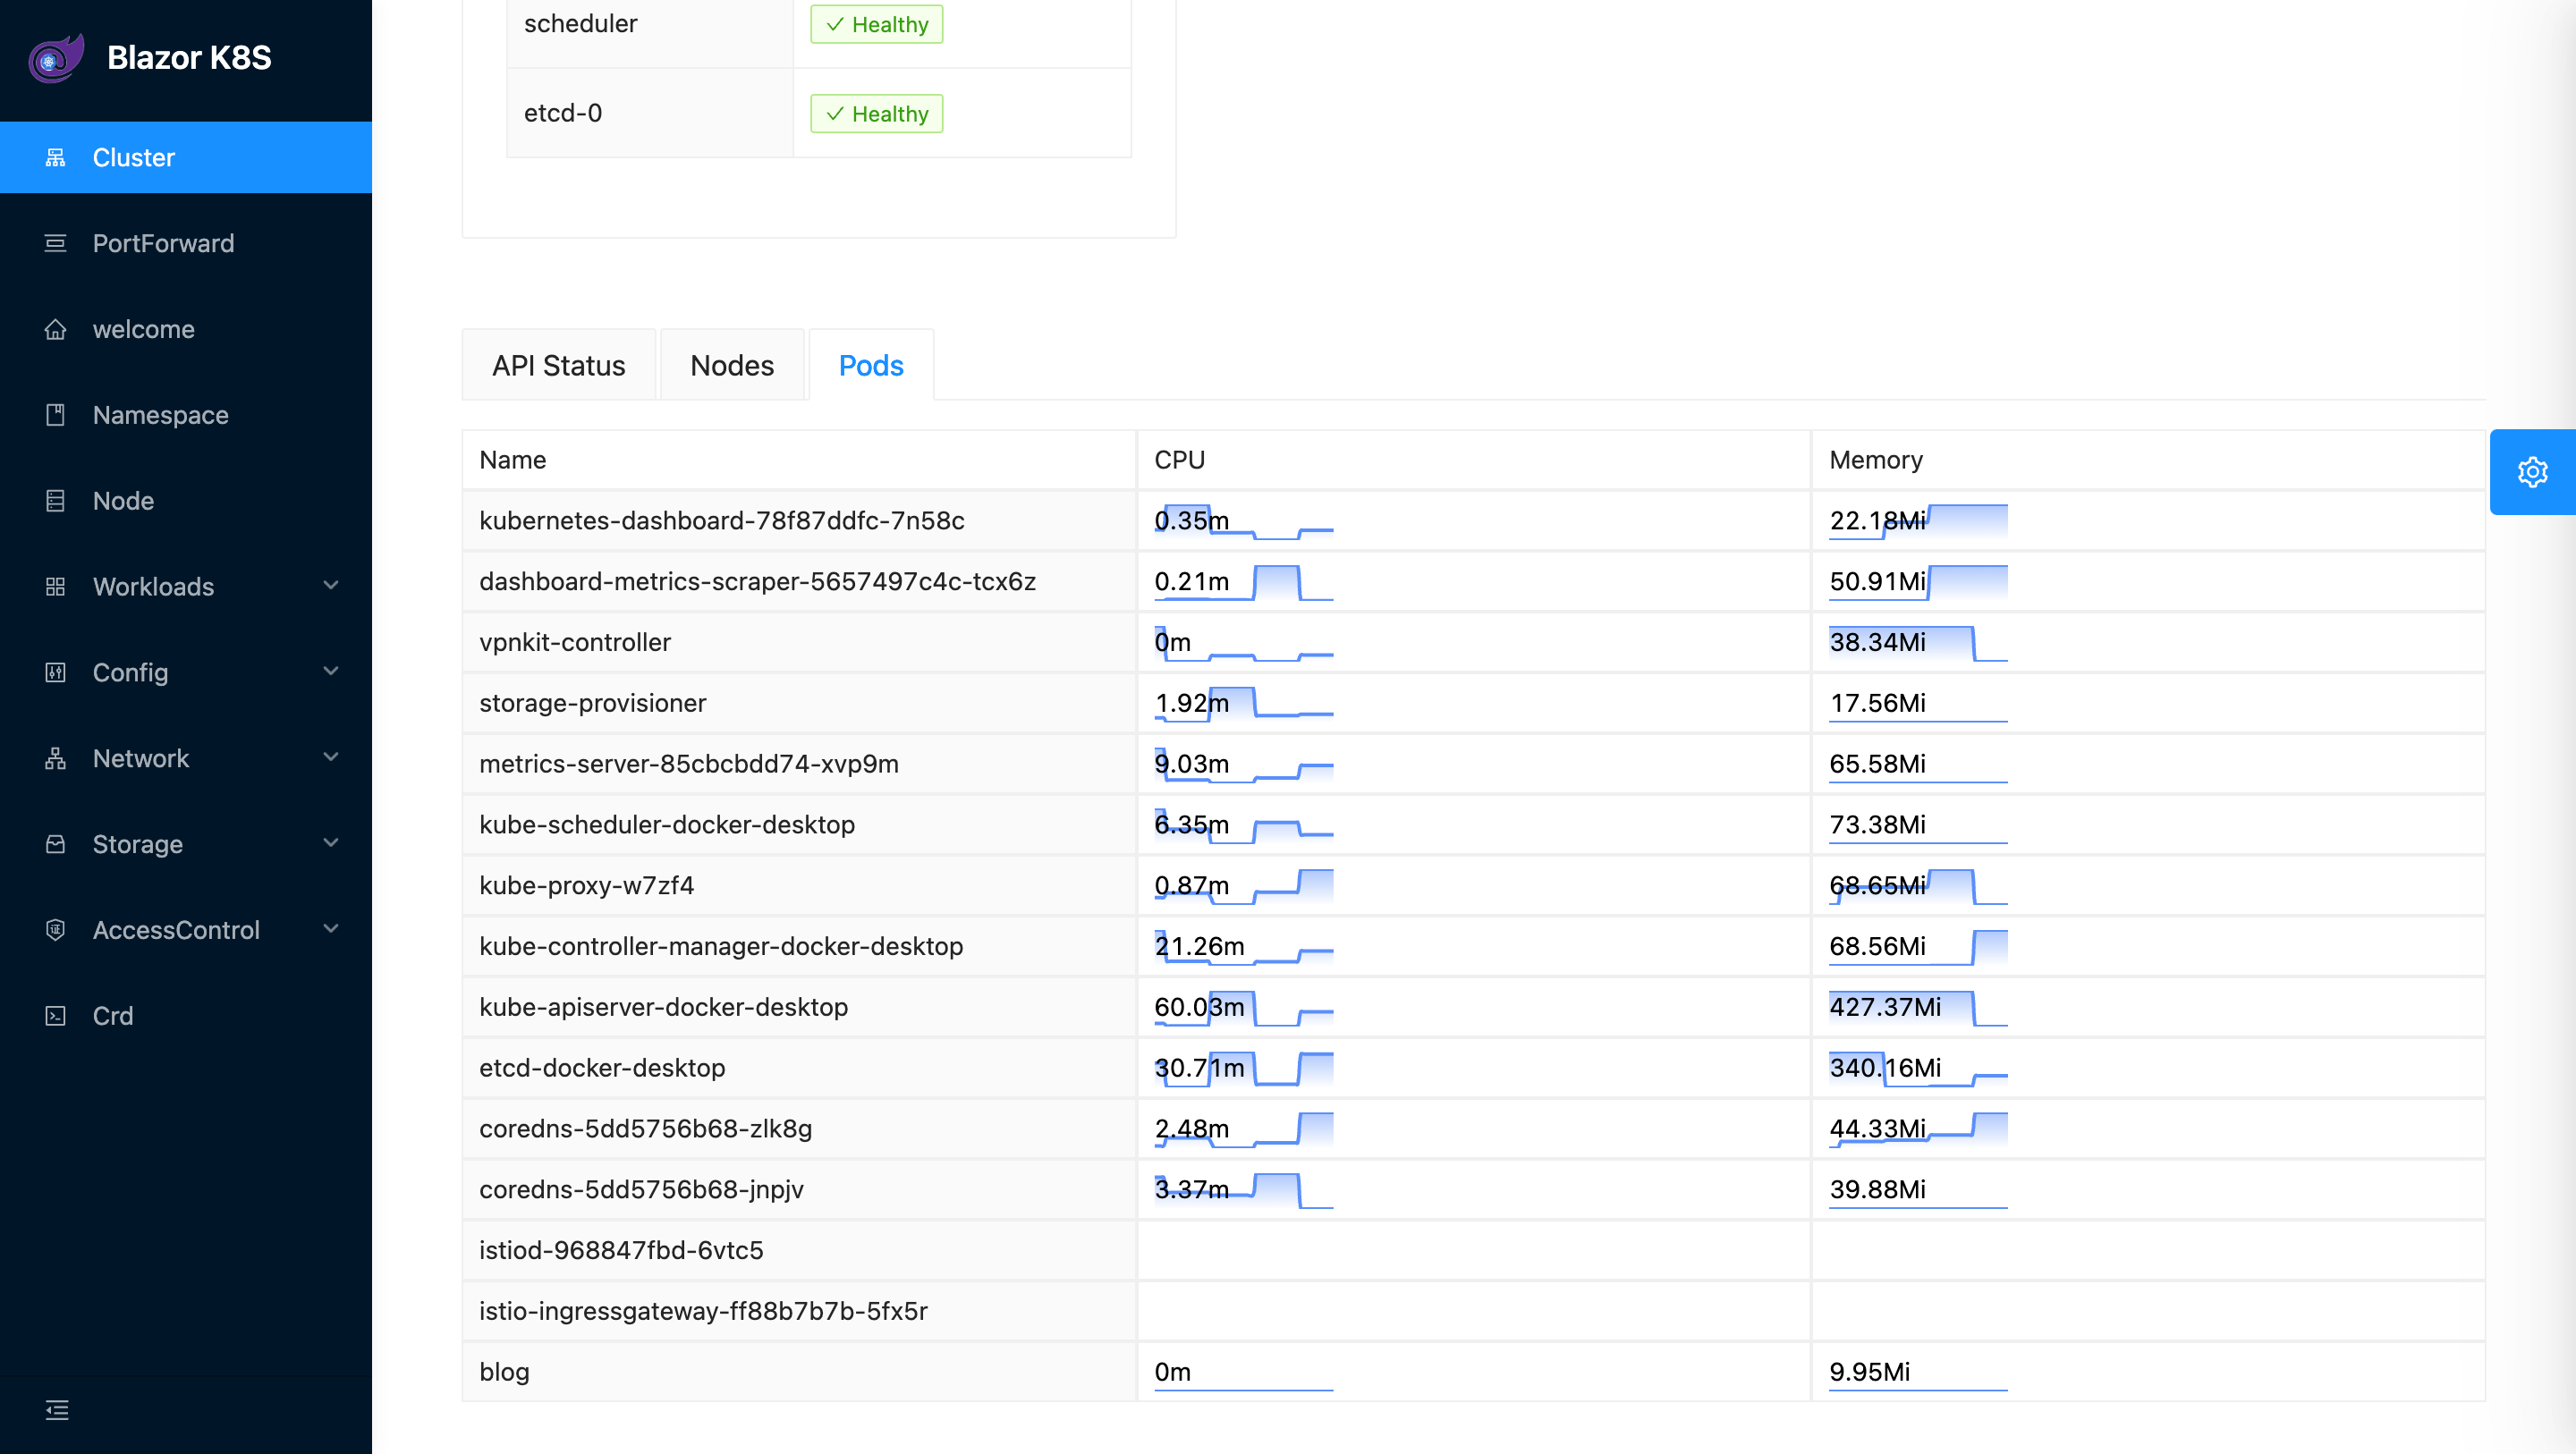 Blazor K8S
Cluster
PortForward
welcome
Namespace
Node
Workloads
Config
Network
Storage
AccessControl
Crd
scheduler Healthy
etcd-0 Healthy
API Status Nodes Pods
Name CPU Memory
kubernetes-dashboard-78f87ddfc-7n58c 0.35m 22.18Mi
dashboard-metrics-scraper-5657497c4c-tcx6z 0.21m 50.91Mi
vpnkit-controller 0m 38.34Mi
storage-provisioner 1.92m 17.56Mi
metrics-server-85cbcbdd74-xvp9m 9.03m 65.58Mi
kube-scheduler-docker-desktop 6.35m 73.38Mi
kube-proxy-w7zf4 0.87m 68.65Mi
kube-controller-manager-docker-desktop 21.26m 68.56Mi
kube-apiserver-docker-desktop 60.03m 427.37Mi
etcd-docker-desktop 30.71m 340.16Mi
coredns-5dd5756b68-zlk8g 2.48m 44.33Mi
coredns-5dd5756b68-jnpjv 3.37m 39.88Mi
istiod-968847fbd-6vtc5
istio-ingressgateway-ff88b7b7b-5fx5r
blog 0m 9.95Mi